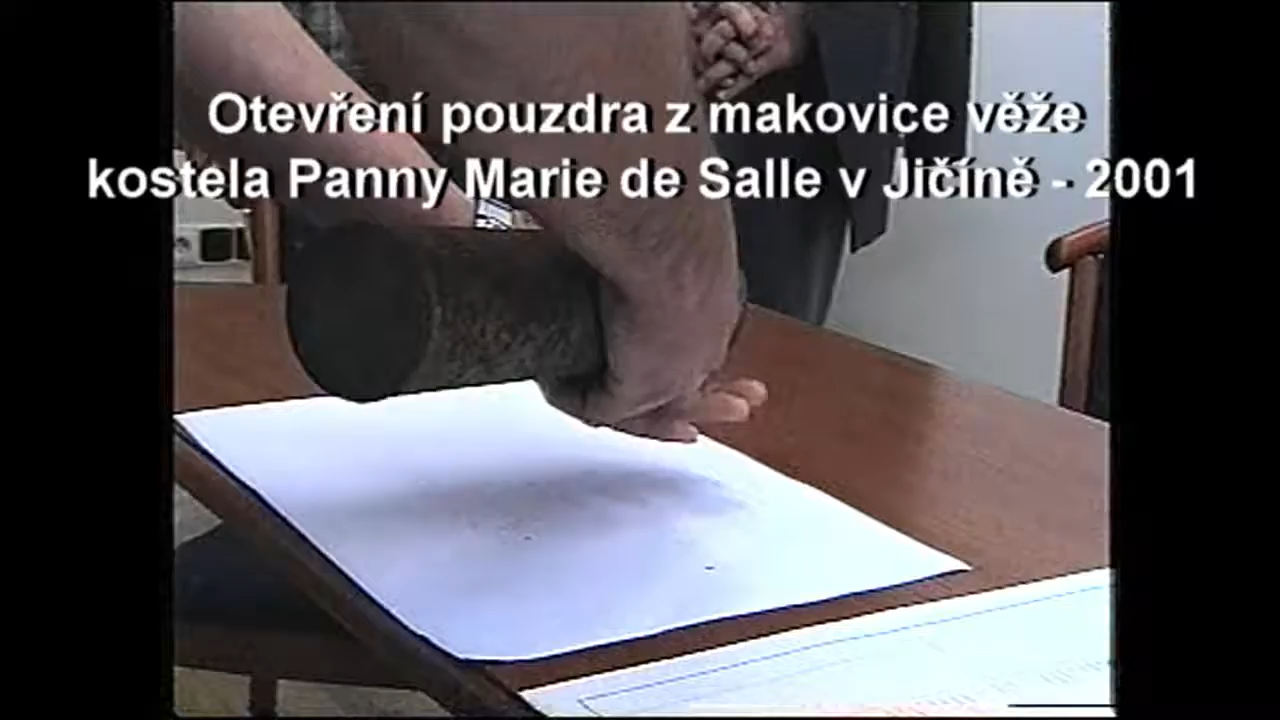 Otevření pouzdra z makovice věže
kostela Panny Marie de Salle v Jičíně - 2001